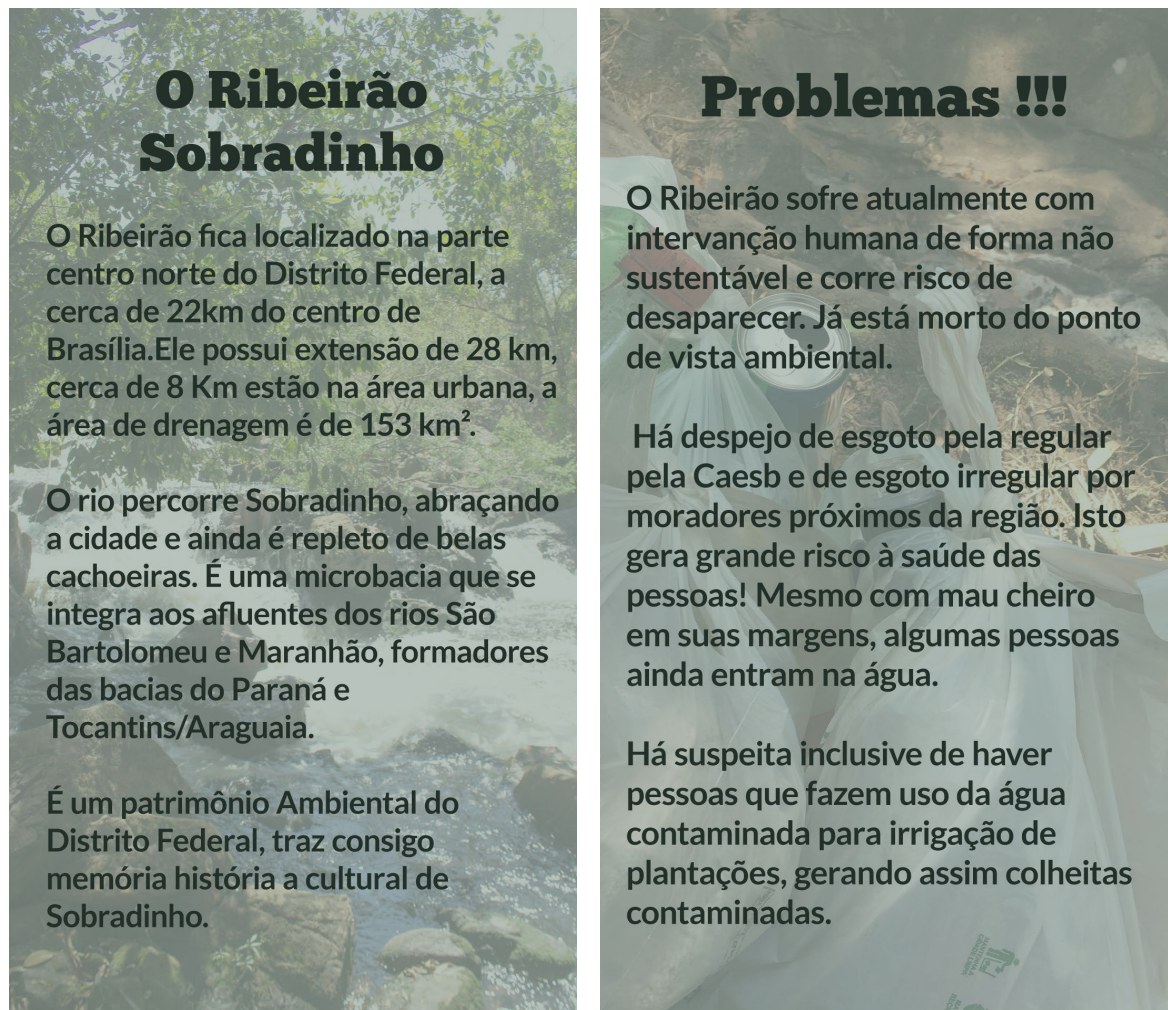 O Ribeirão
Sobradinho
O Ribeirão fica localizado na parte
centro norte do Distrito Federal, a
cerca de 22km do centro de
Brasília.Ele possui extensão de 28 km,
cerca de 8 Km estão na área urbana, a
área de drenagem é de 153 km².
O rio percorre Sobradinho, abraçando
a cidade e ainda é repleto de belas
cachoeiras. É uma microbacia que se
integra aos afluentes dos rios São
Bartolomeu e Maranhão, formadores
das bacias do Paraná e
Tocantins/Araguaia.
É um patrimônio Ambiental do
Distrito Federal, traz consigo
memória história a cultural de
Sobradinho.
Problemas !!!
O Ribeirão sofre atualmente com
intervanção humana de forma não
sustentável e corre risco de
desaparecer. Já está morto do ponto
de vista ambiental.
Há despejo de esgoto pela regular
pela Caesb e de esgoto irregular por
moradores próximos da região. Isto
gera grande risco à saúde das
pessoas! Mesmo com mau cheiro
em suas margens, algumas pessoas
ainda entram na água.
Há suspeita inclusive de haver
pessoas que fazem uso da água
contaminada para irrigação de
plantações, gerando assim colheitas
contaminadas.